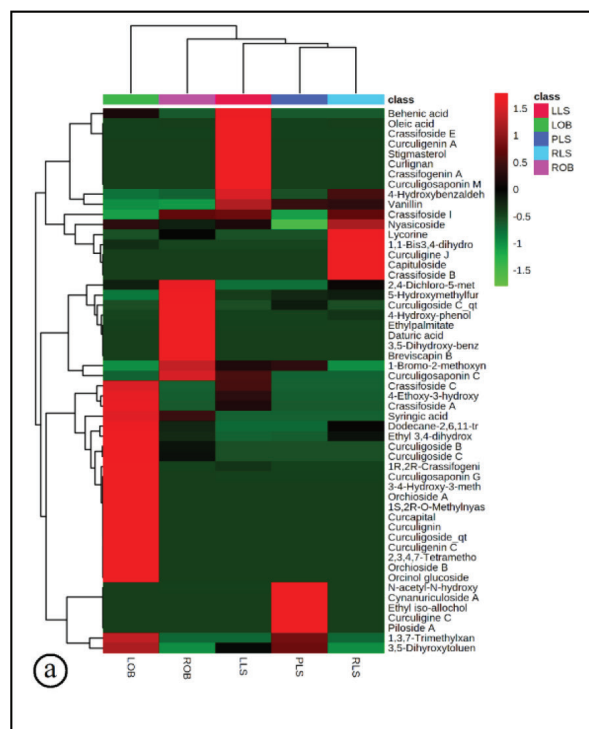 class
Behenic acid
Oleic acid
Crassifoside E
Curculigenin A
Stigmasterol
Curlignan
Crassifogenin A
Curculigosaponin M
4-Hydroxybenzaldeh
Vanillin
Crassifoside I
Nyasicoside
Lycorine
1,1-Bis3,4-dihydro
Curculigine J
Capituloside
Crassifoside B
2,4-Dichloro-5-met
5-Hydroxymethylfur
Curculigoside C_qt
4-Hydroxy-phenol
Ethylpalmitate
Daturic acid
3,5-Dihydroxy-benz
Breviscapin B
1-Bromo-2-methoxyn
Curculigosaponin C
Crassifoside C
4-Ethoxy-3-hydroxy
Crassifoside A
Syringic acid
Dodecane-2,6,11-tr
Ethyl 3,4-dihydrox
Curculigoside B
Curculigoside C
1R,2R-Crassifogeni
Curculigosaponin G
3-4-Hydroxy-3-meth
Orchioside A
1S,2R-O-Methylnyas
Curcapital
Curculignin
Curculigoside_qt
Curculigenin C
2,3,4,7-Tetrametho
Orchioside B
Orcinol glucoside
N-acetyl-N-hydroxy
Cynanuriculoside A
Ethyl iso-allochol
Curculigine C
Piloside A
1,3,7-Trimethylxan
3,5-Dihyroxytoluen
1.5
1
0.5
0
-0.5
-1
-1.5
class
LLS
LOB
PLS
RLS
ROB
LOB
ROB
LLS
PLS
RLS
a